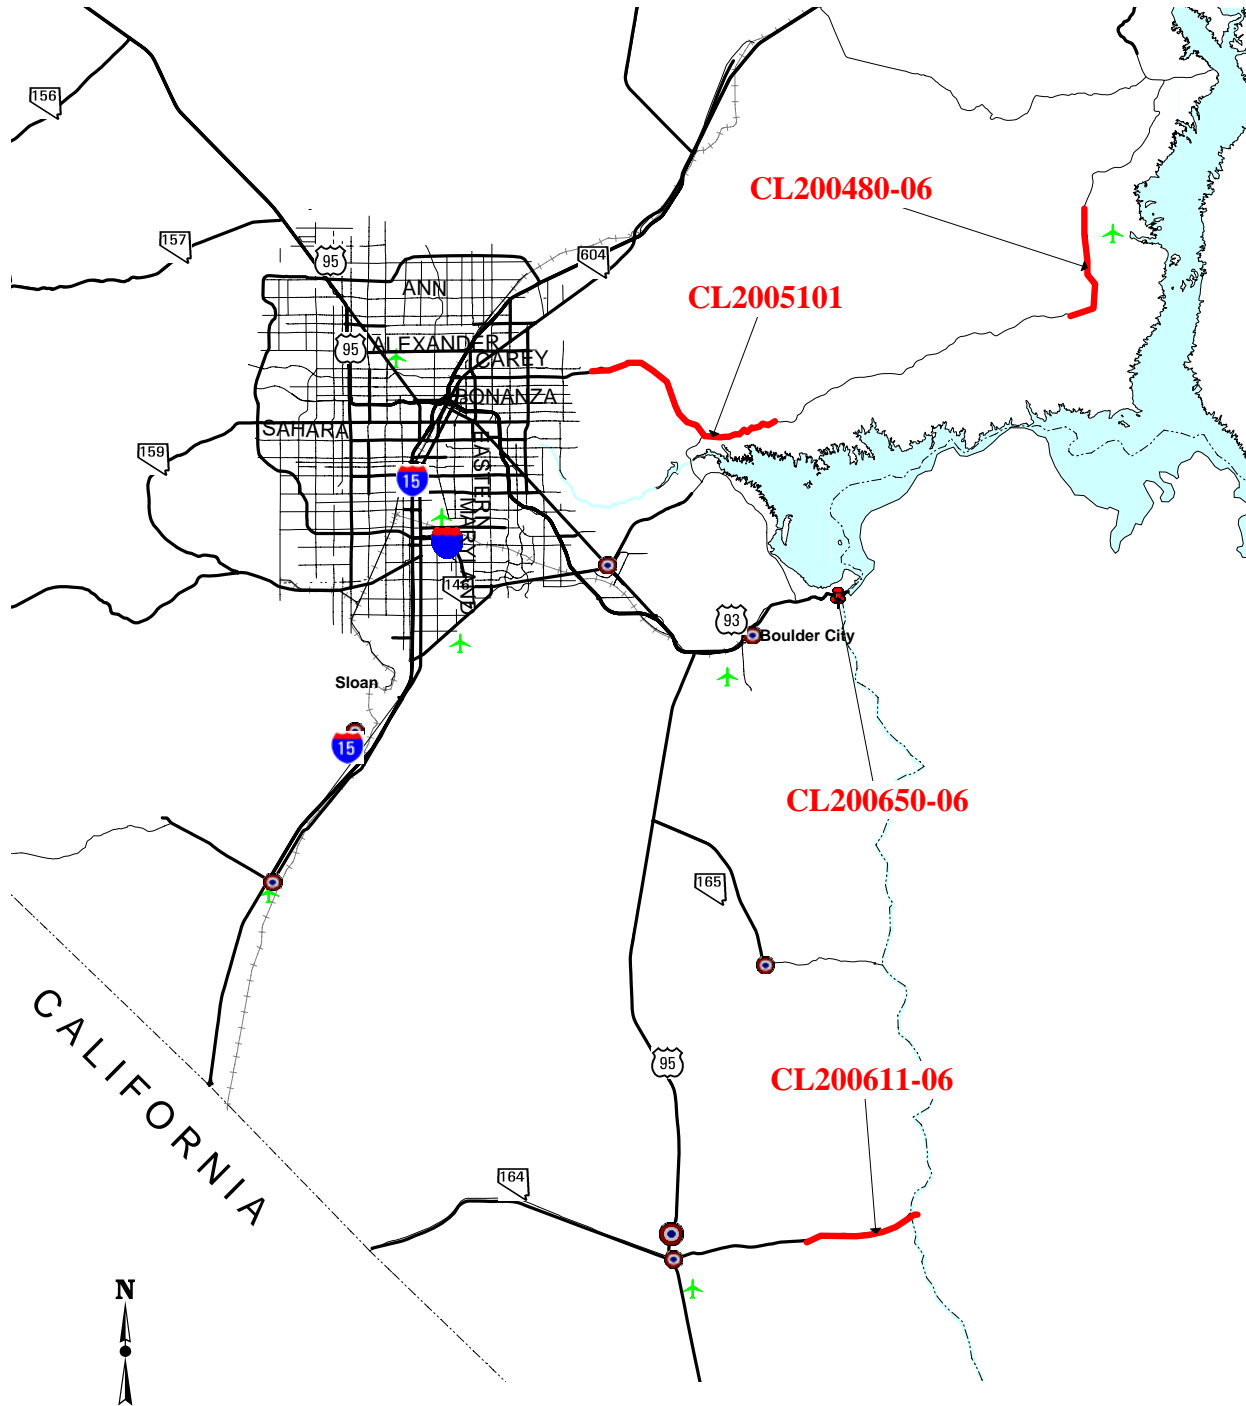 156
CL200480-06
157
95
604
ANN
CL2005101
95
ALEXANDER
CAREY
BONANZA
SAHARA
EASTERN
159
15
MARYLAND
146
93
Boulder City
Sloan
15
CL200650-06
165
CALIFORNIA
95
CL200611-06
164
N